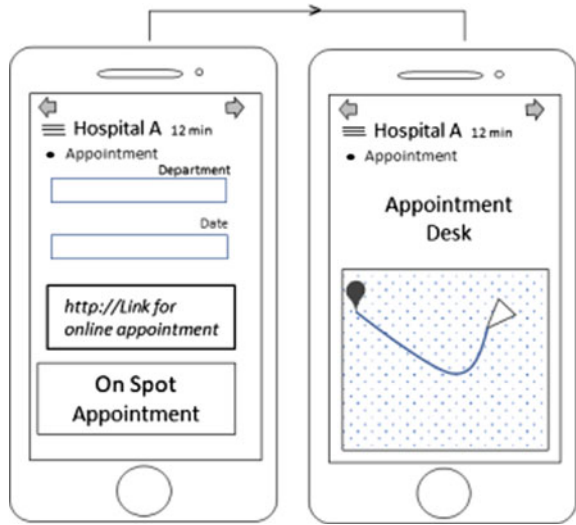 Hospital A 12 min
• Appointment
Department
Date
http://Link for
online appointment
On Spot
Appointment
Hospital A 12 min
• Appointment
Appointment
Desk